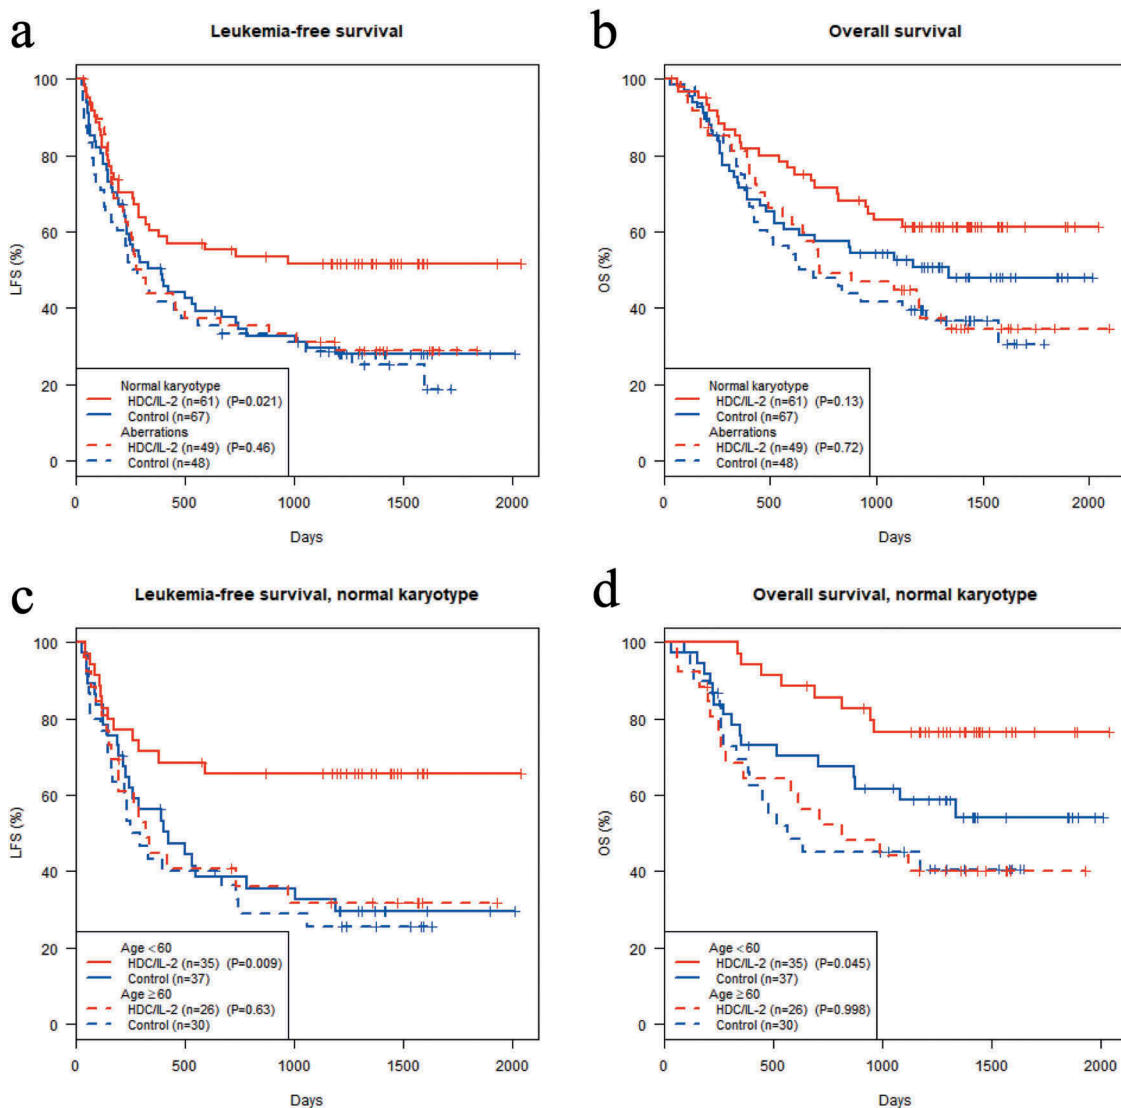 a
Leukemia-free survival
LFS (%)
100
80
60
40
20
0
Normal karyotype
HDC/IL-2 (n=61) (P=0.021)
Control (n=67)
Aberrations
HDC/IL-2 (n=49) (P=0.46)
Control (n=48)
0 500 1000 1500 2000
Days
b
Overall survival
OS (%)
100
80
60
40
20
0
Normal karyotype
HDC/IL-2 (n=61) (P=0.13)
Control (n=67)
Aberrations
HDC/IL-2 (n=49) (P=0.72)
Control (n=48)
0 500 1000 1500 2000
Days
c
Leukemia-free survival, normal karyotype
LFS (%)
100
80
60
40
20
0
Age <60
HDC/IL-2 (n=35) (P=0.009)
Control (n=37)
Age ≥60
HDC/IL-2 (n=26) (P=0.63)
Control (n=30)
0 500 1000 1500 2000
Days
d
Overall survival, normal karyotype
OS (%)
100
80
60
40
20
0
Age <60
HDC/IL-2 (n=35) (P=0.045)
Control (n=37)
Age ≥60
HDC/IL-2 (n=26) (P=0.998)
Control (n=30)
0 500 1000 1500 2000
Days